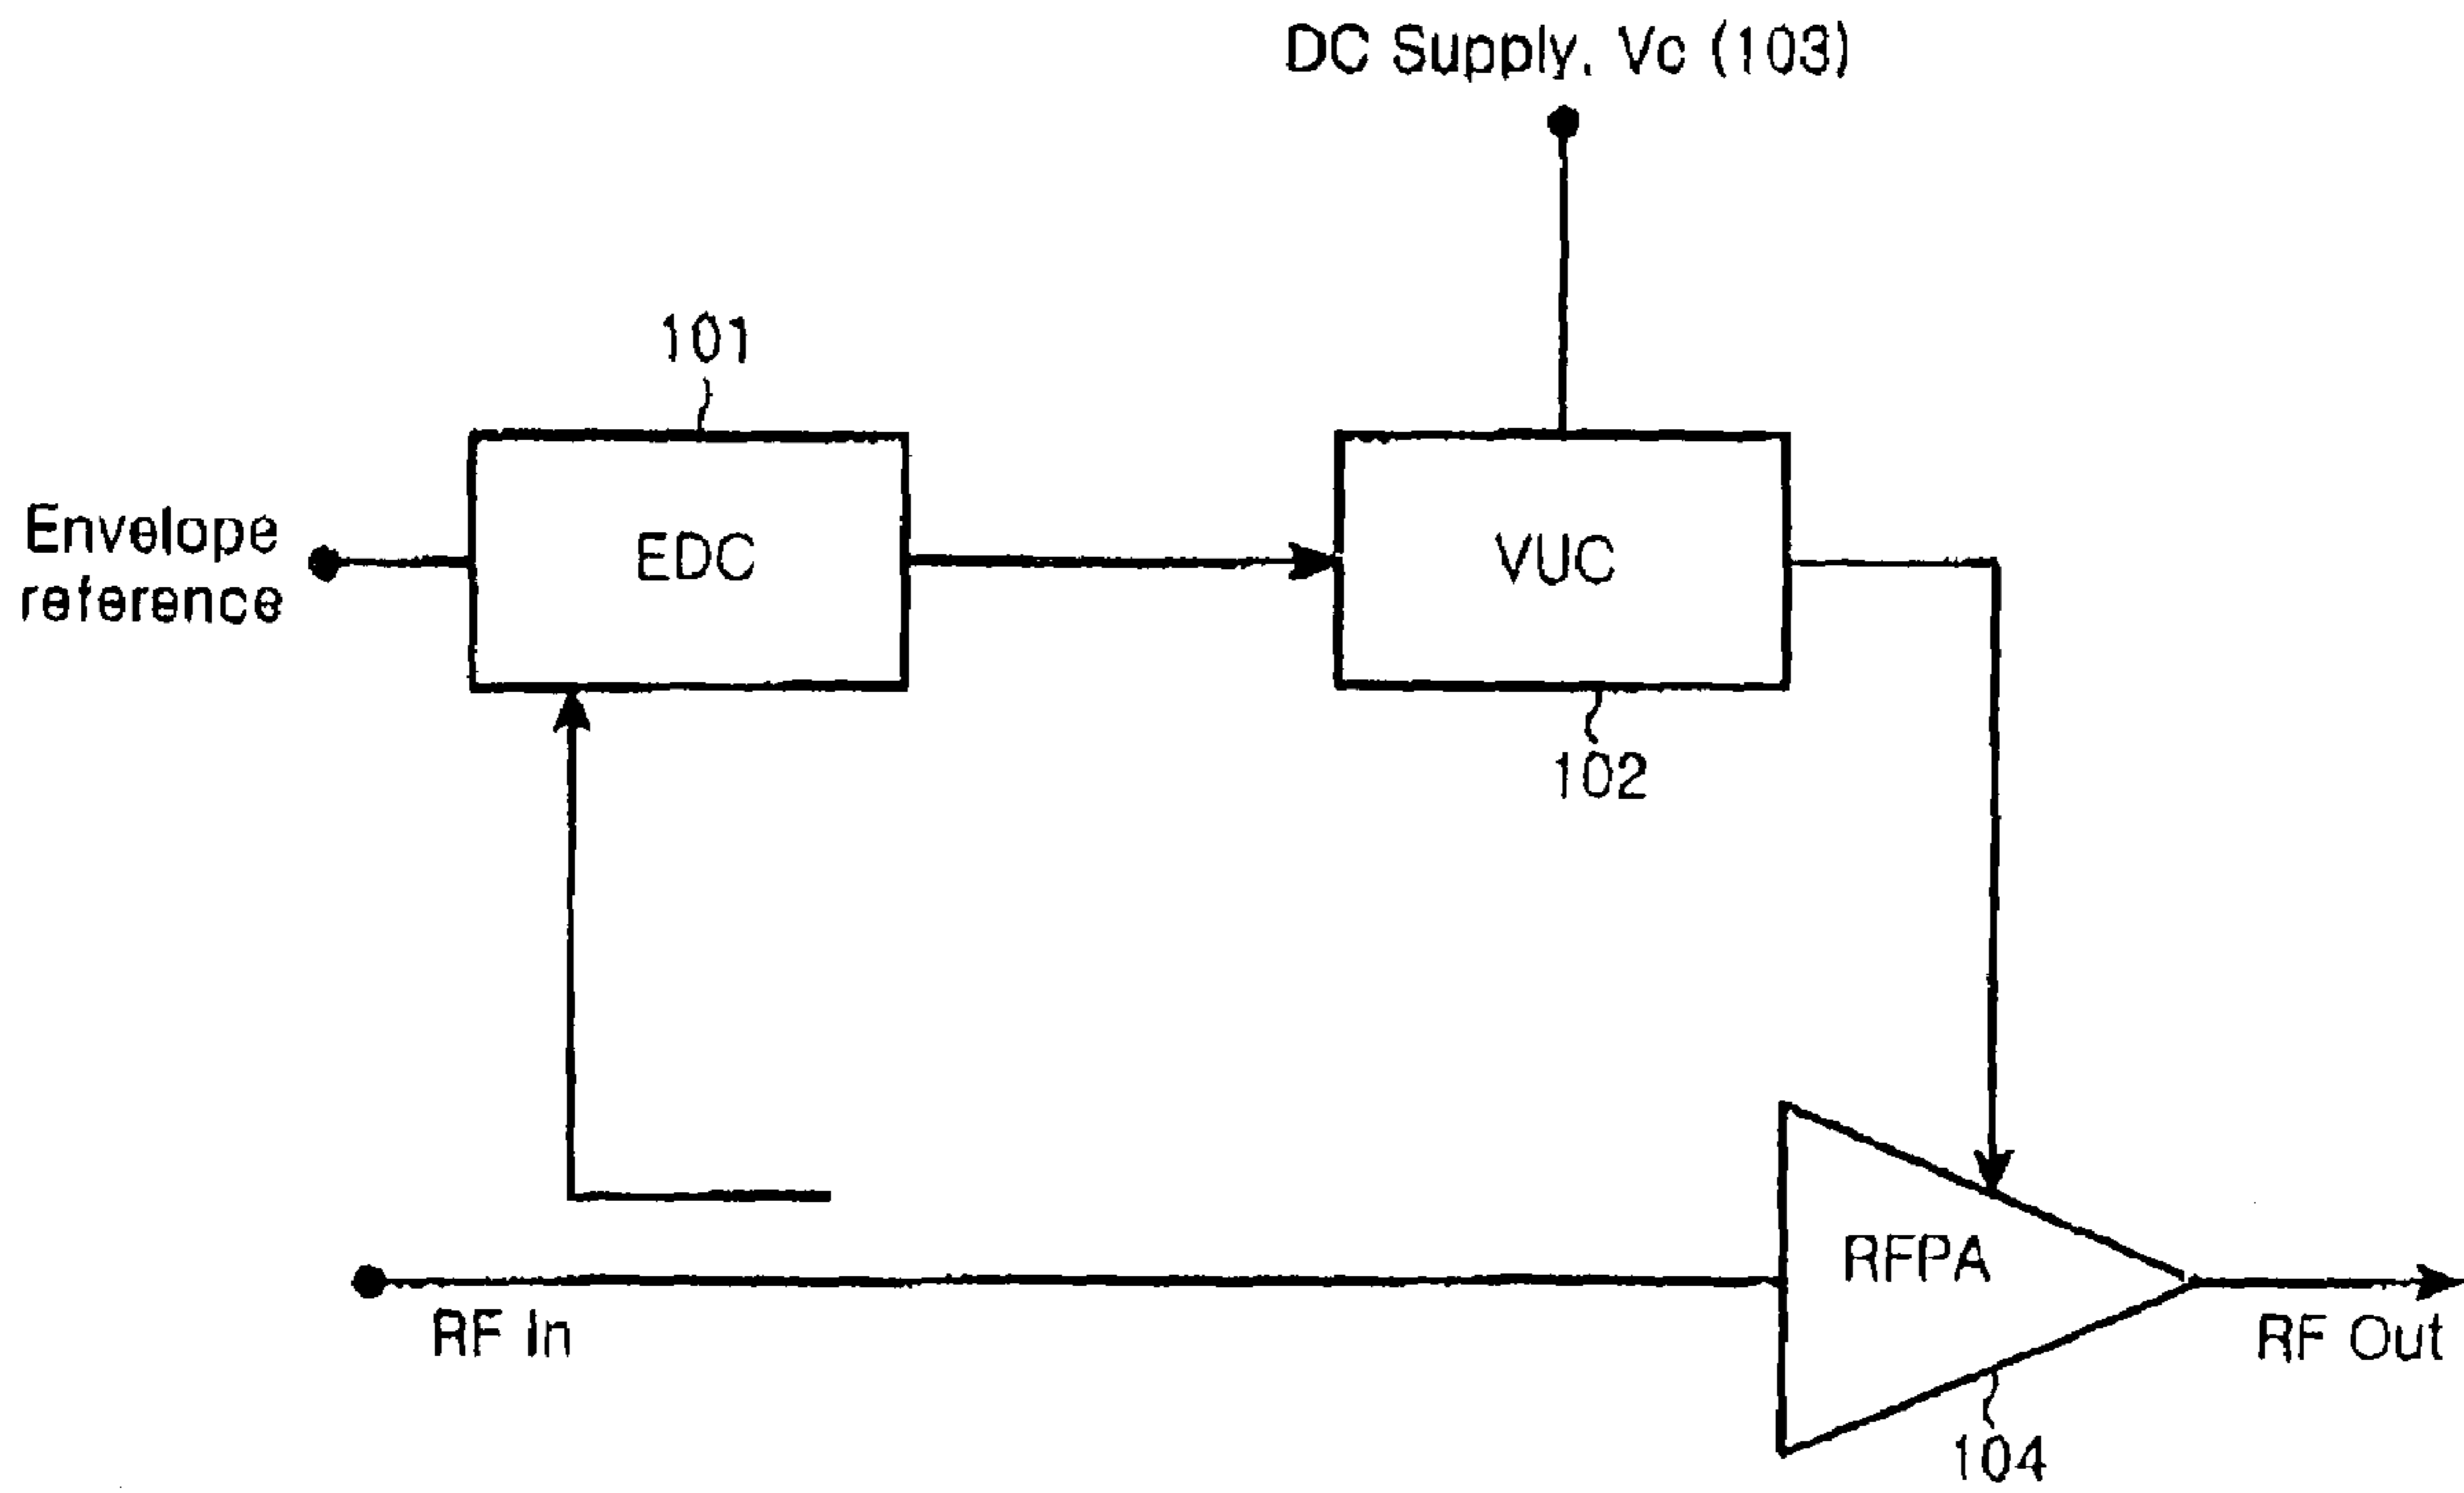 DC Supply, Vc (103)
101
Envelope
reference
EDC
VUC
102
RFPA
RF In
RF Out
104